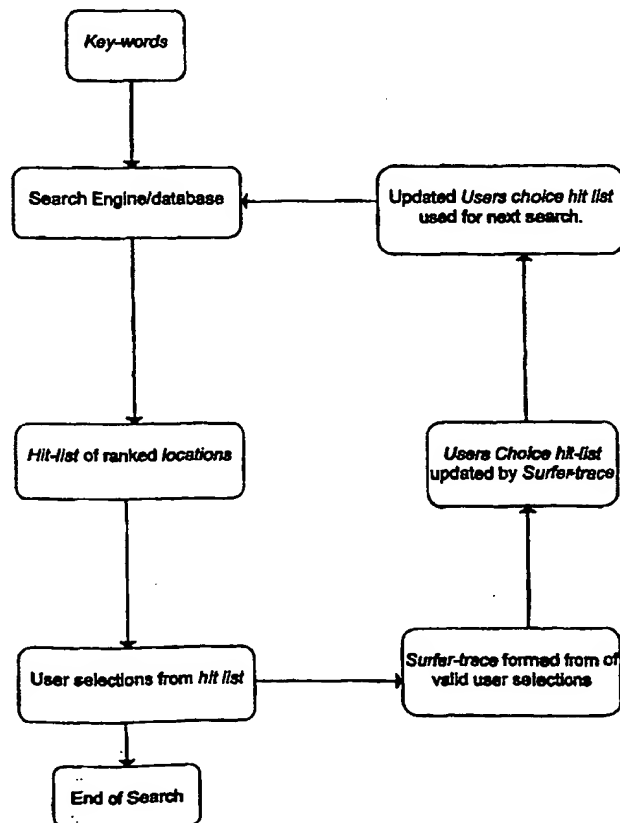 Key-words
Search Engine/database
Updated Users choice hit list
used for next search.
Hit-list of ranked locations
Users Choice hit-list
updated by Surfer-trace
User selections from hit list
Surfer-trace formed from of
valid user selections
End of Search